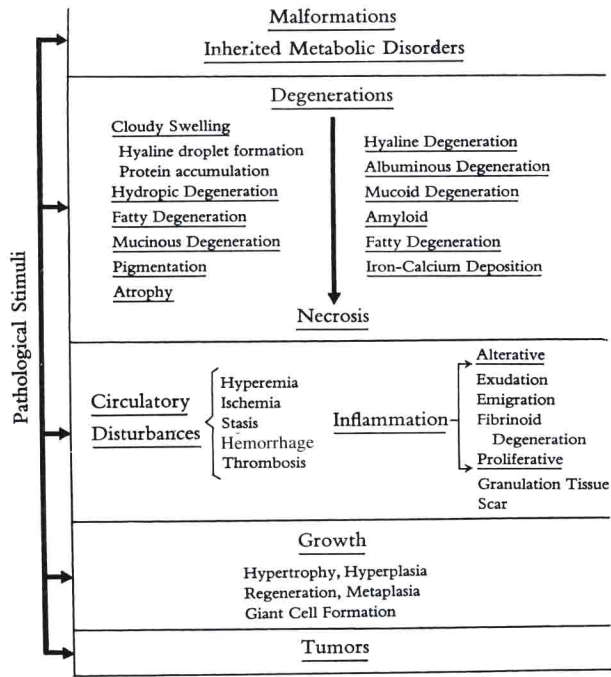 Malformations
Inherited Metabolic Disorders
Pathological Stimuli
Degenerations
Cloudy Swelling
Hyaline droplet formation
Protein accumulation
Hydropic Degeneration
Fatty Degeneration
Mucinous Degeneration
Pigmentation
Atrophy
Hyaline Degeneration
Albuminous Degeneration
Mucoid Degeneration
Amyloid
Fatty Degeneration
Iron-Calcium Deposition
Necrosis
Circulatory
Disturbances
Hyperemia
Ischemia
Stasis
Hemorrhage
Thrombosis
Inflammation
Alterative
Exudation
Emigration
Fibrinoid
Degeneration
Proliferative
Granulation Tissue
Scar
Growth
Hypertrophy, Hyperplasia
Regeneration, Metaplasia
Giant Cell Formation
Tumors